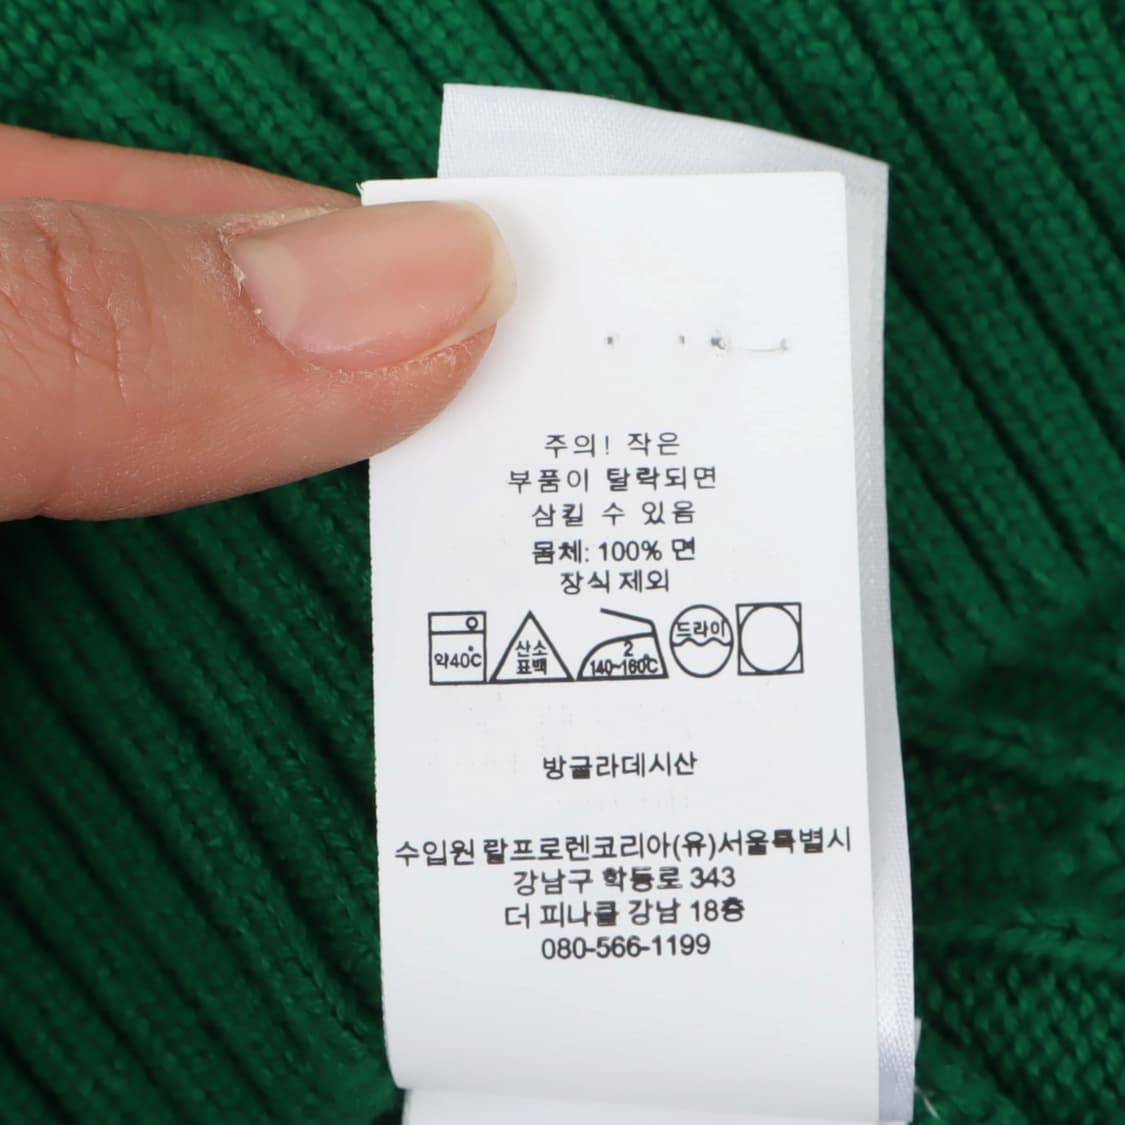 주의! 작은
부품이 탈락되면
삼킬 수 있음
몸체: 100% 면
장식 제외
약40°C 산소 표백 2 140~160°C 드라이
방글라데시산
수입원 랄프로렌코리아(유)서울특별시
강남구 학동로 343
더 피나클 강남 18층
080-566-1199